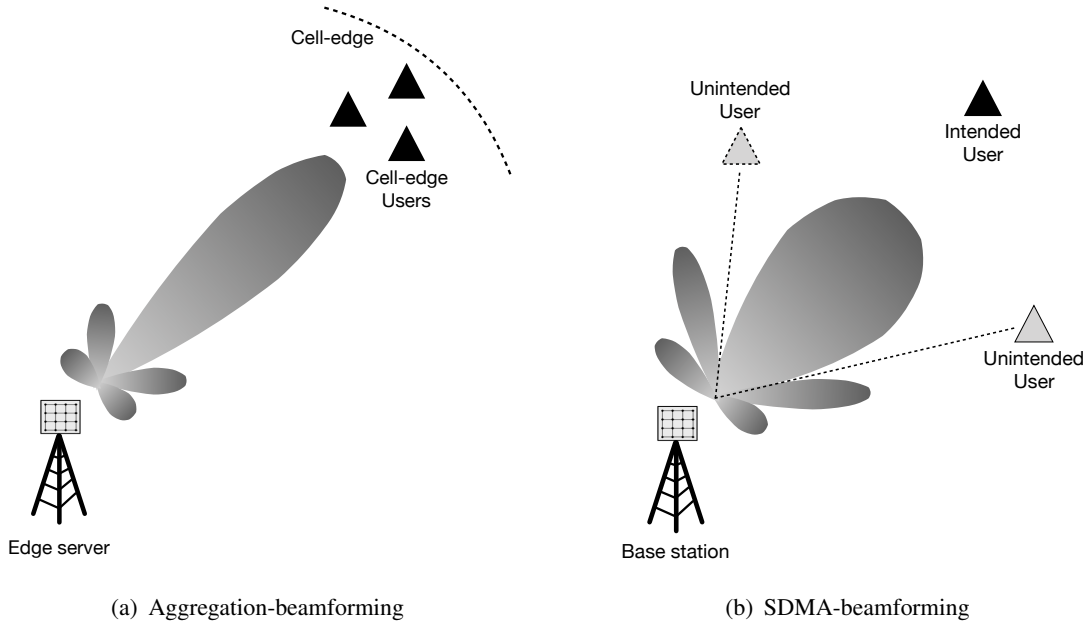 Cell-edge
Cell-edge
Users
Edge server
(a) Aggregation-beamforming
Unintended
User
Intended
User
Unintended
User
Base station
(b) SDMA-beamforming